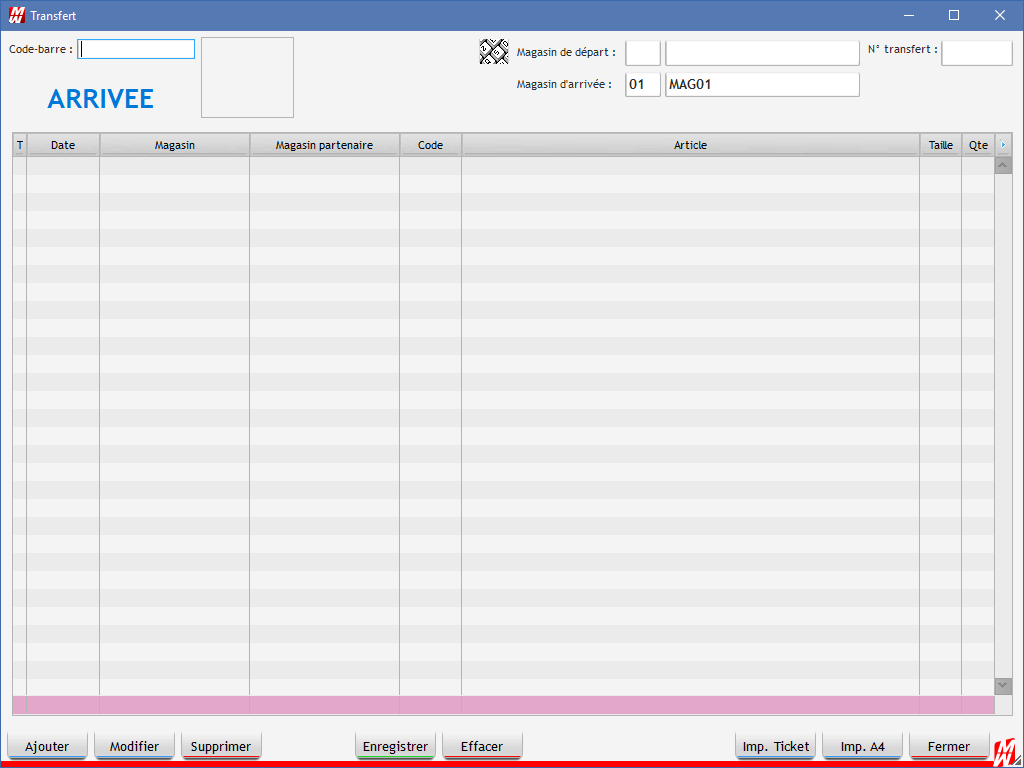 Transfert
Code-barre :
Magasin de départ :
N° transfert :
Magasin d'arrivée :
01
MAG01
ARRIVEE
T Date Magasin Magasin partenaire Code Article Taille Qte
Ajouter Modifier Supprimer Enregistrer Effacer Imp. Ticket Imp. A4 Fermer